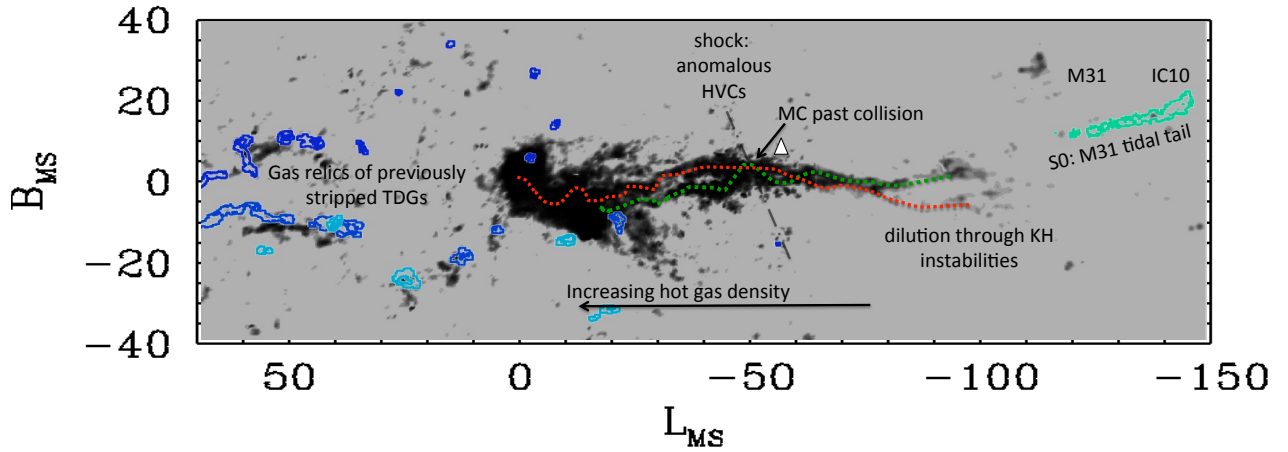 40
20
0
−20
−40
B_MS
shock:
anomalous
HVCs
MC past collision
M31
IC10
S0: M31 tidal tail
Gas relics of previously
stripped TDGs
dilution through KH
instabilities
Increasing hot gas density
50
0
−50
−100
−150
L_MS